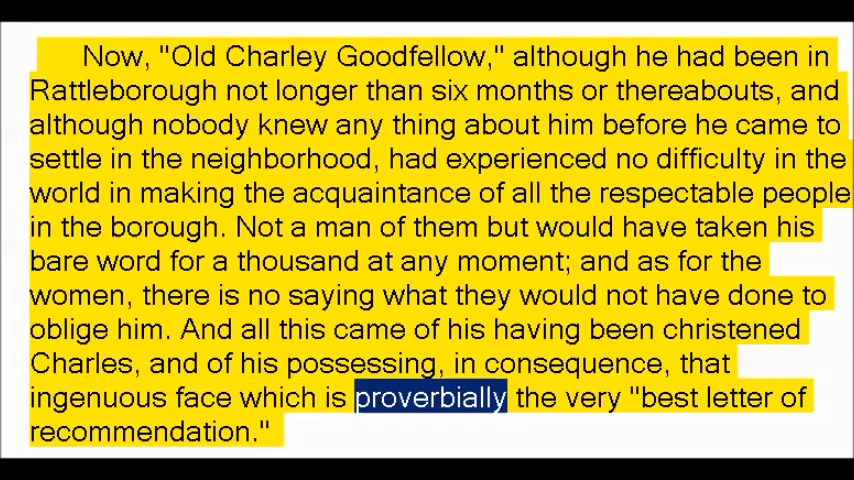 Now, "Old Charley Goodfellow," although he had been in
Rattleborough not longer than six months or thereabouts, and
although nobody knew any thing about him before he came to
settle in the neighborhood, had experienced no difficulty in the
world in making the acquaintance of all the respectable people
in the borough. Not a man of them but would have taken his
bare word for a thousand at any moment; and as for the
women, there is no saying what they would not have done to
oblige him. And all this came of his having been christened
Charles, and of his possessing, in consequence, that
ingenuous face which is proverbially the very "best letter of
recommendation."